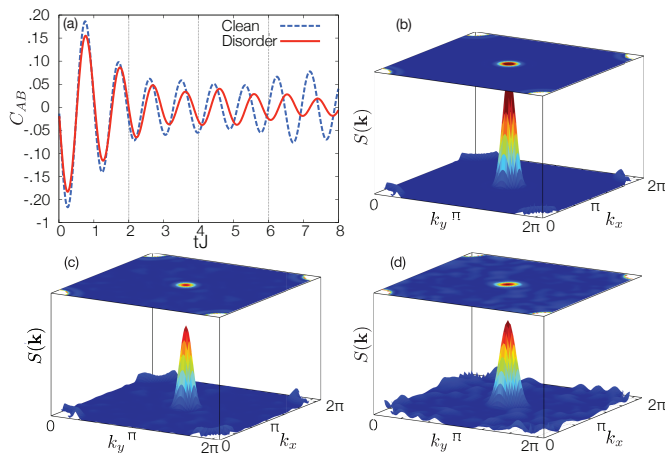 (a)
Clean
Disorder
.20
.15
.10
.05
0
-.05
-.10
-.15
-.20
-1
C_AB
0 1 2 3 4 5 6 7 8
tJ
(b)
S(k)
0
k_y
π
2π
0
π
k_x
2π
(c)
S(k)
0
k_y
π
2π
0
π
k_x
2π
(d)
S(k)
0
k_y
π
2π
0
π
k_x
2π